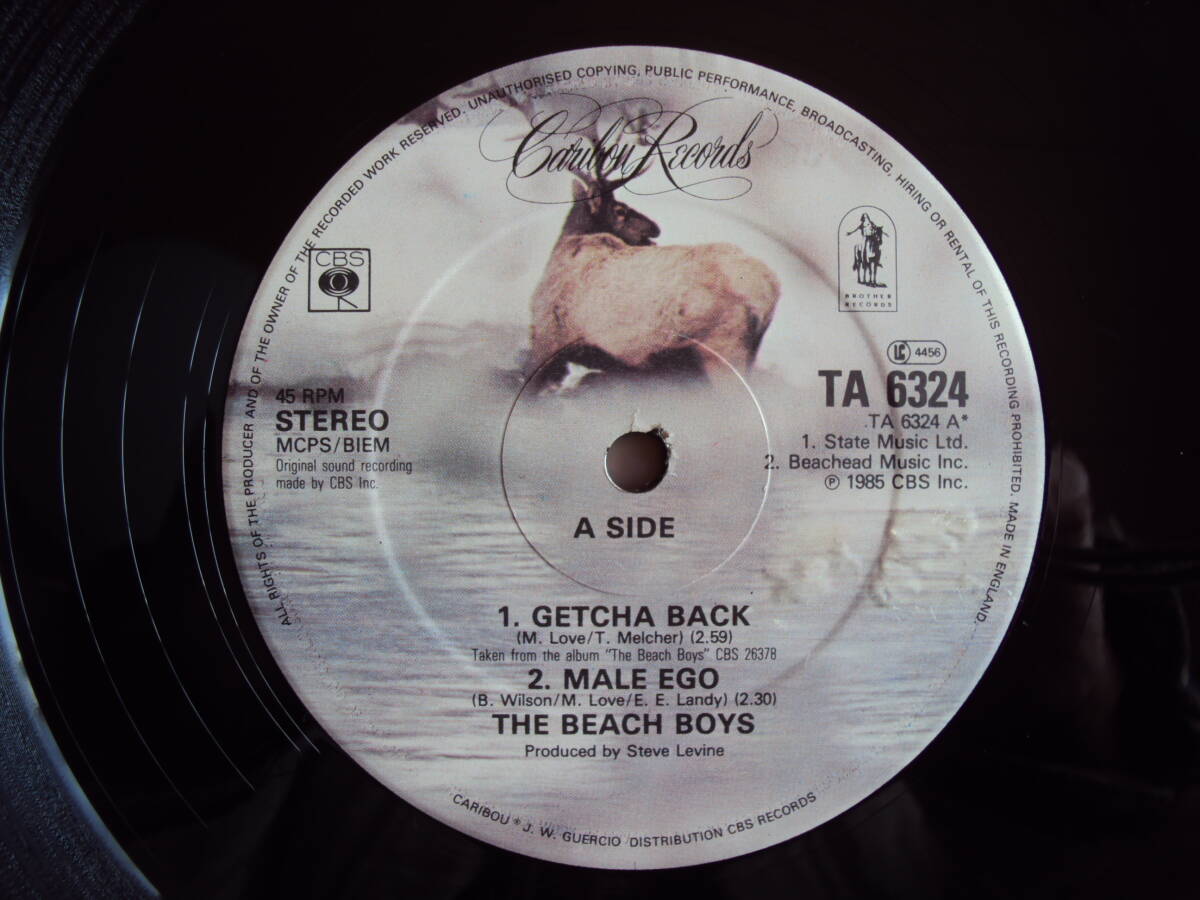 ALL RIGHTS OF THE PRODUCER AND OF THE OWNER OF THE RECORDED WORK RESERVED. UNAUTHORISED COPYING, PUBLIC PERFORMANCE, BROADCASTING, HIRING OR RENTAL OF THIS RECORDING PROHIBITED. MADE IN ENGLAND.
Caribou Records
CBS
BROTHER
RECORDS
LC 4456
45 RPM
STEREO
MCPS/BIEM
Original sound recording
made by CBS Inc.
TA 6324
TA 6324 A*
1. State Music Ltd.
2. Beachead Music Inc.
℗ 1985 CBS Inc.
A SIDE
1. GETCHA BACK
(M. Love/T. Melcher) (2.59)
Taken from the album "The Beach Boys" CBS 26378
2. MALE EGO
(B. Wilson/M. Love/E. E. Landy) (2.30)
THE BEACH BOYS
Produced by Steve Levine
CARIBOU * J. W. GUERCIO DISTRIBUTION CBS RECORDS